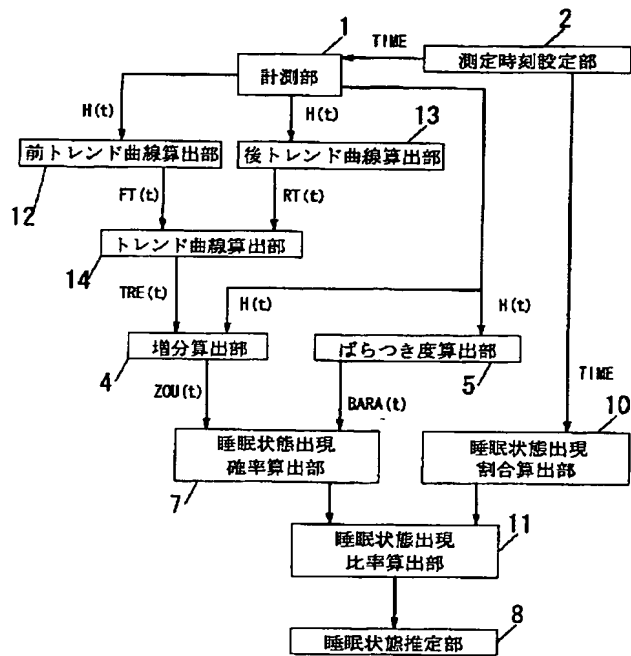 1
TIME
2
計測部
測定時刻設定部
H(t)
H(t)
13
前トレンド曲線算出部
後トレンド曲線算出部
12
FT(t)
RT(t)
トレンド曲線算出部
14
TRE(t)
H(t)
H(t)
増分算出部
ばらつき度算出部
4
5
TIME
ZOU(t)
BARA(t)
10
睡眠状態出現
確率算出部
睡眠状態出現
割合算出部
7
睡眠状態出現
比率算出部
11
8
睡眠状態推定部